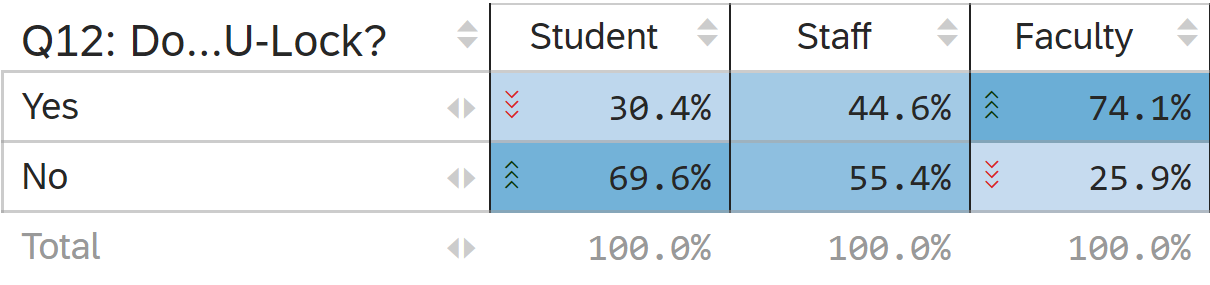 Q12: Do...U-Lock? Student Staff Faculty
Yes 30.4% 44.6% 74.1%
No 69.6% 55.4% 25.9%
Total 100.0% 100.0% 100.0%